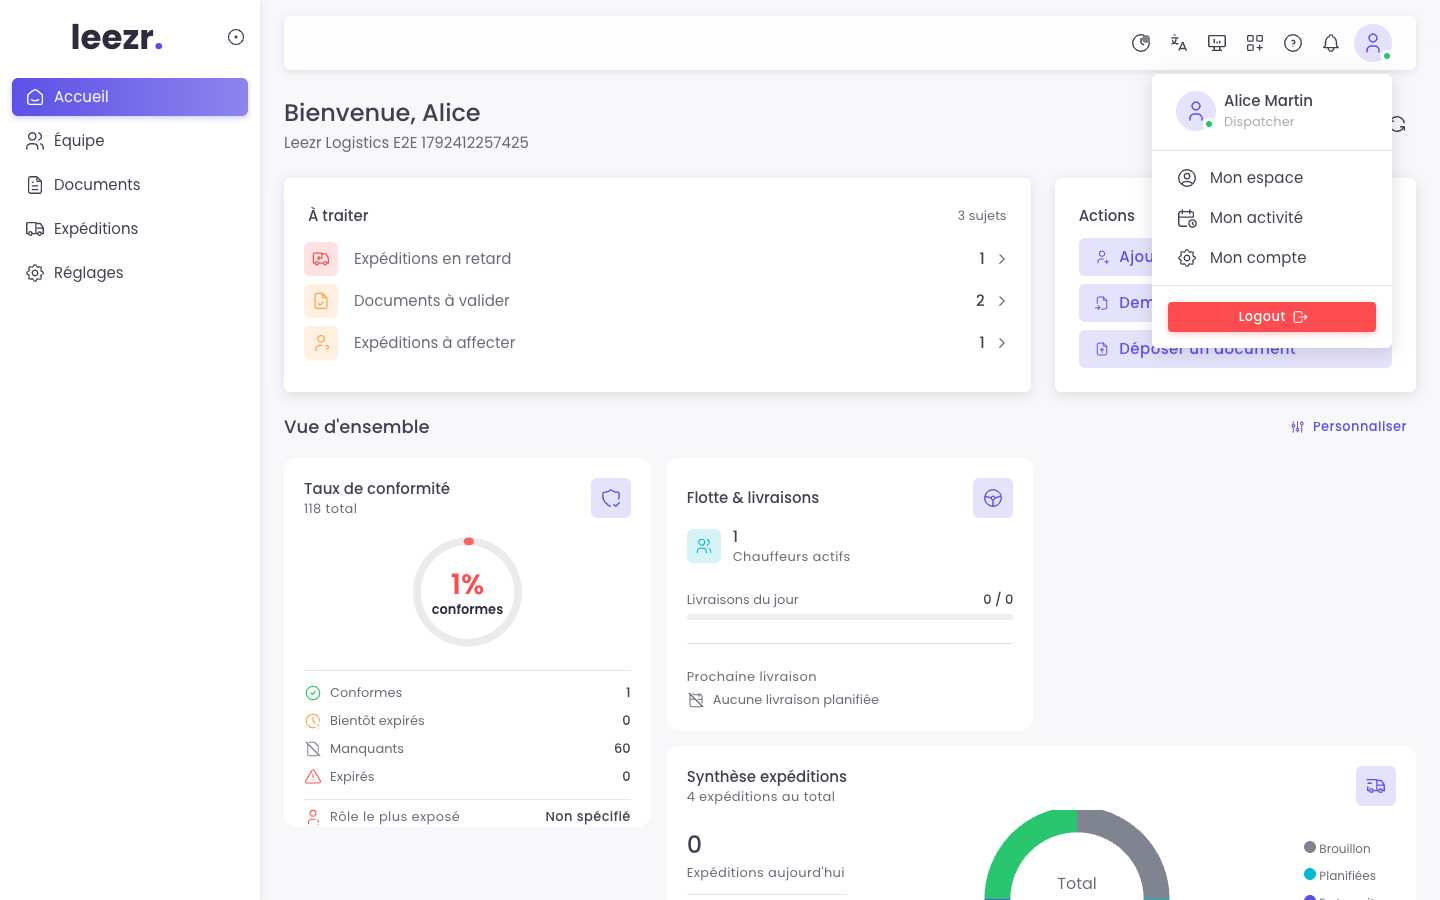 leezr.
Accueil
Équipe
Documents
Expéditions
Réglages
Bienvenue, Alice
Leezr Logistics E2E 1792412257425
Alice Martin
Dispatcher
Mon espace
Mon activité
Mon compte
Logout
À traiter
3 sujets
Expéditions en retard
1
Documents à valider
2
Expéditions à affecter
1
Actions
Déposer un document
Vue d'ensemble
Personnaliser
Taux de conformité
118 total
1%
conformes
Conformes
1
Bientôt expirés
0
Manquants
60
Expirés
0
Rôle le plus exposé
Non spécifié
Flotte & livraisons
1
Chauffeurs actifs
Livraisons du jour
0 / 0
Prochaine livraison
Aucune livraison planifiée
Synthèse expéditions
4 expéditions au total
0
Expéditions aujourd'hui
Total
Brouillon
Planifiées